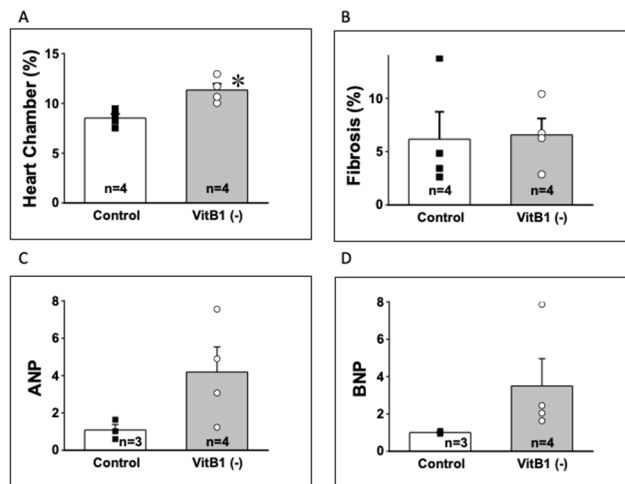 A
Heart Chamber (%)
15
10
5
0
*
n=4
n=4
Control
VitB1 (-)
B
Fibrosis (%)
10
5
0
n=4
n=4
Control
VitB1 (-)
C
ANP
8
6
4
2
0
n=3
n=4
Control
VitB1 (-)
D
BNP
8
6
4
2
0
n=3
n=4
Control
VitB1 (-)